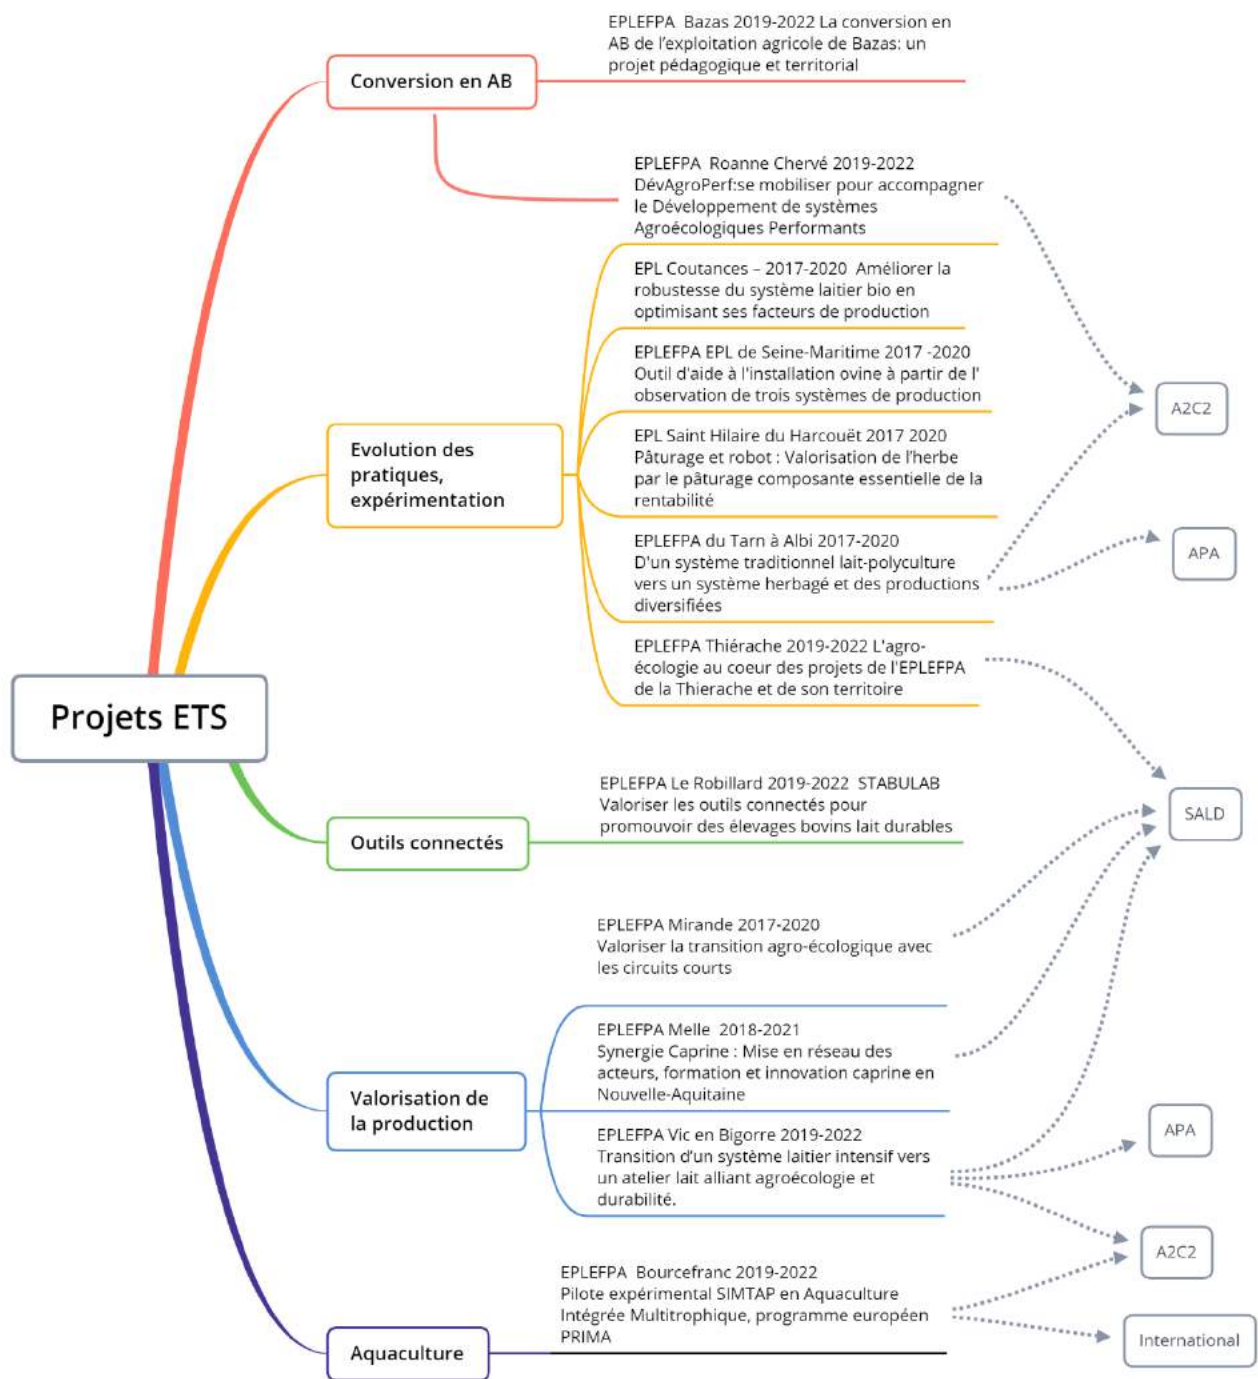 EPLEFPA Bazas 2019-2022 La conversion en
AB de l'exploitation agricole de Bazas: un
projet pédagogique et territorial
Conversion en AB
EPLEFPA Roanne Chervé 2019-2022
DévAgroPerf:se mobiliser pour accompagner
le Développement de systèmes
Agroécologiques Performants
EPL Coutances – 2017-2020 Améliorer la
robustesse du système laitier bio en
optimisant ses facteurs de production
EPLEFPA EPL de Seine-Maritime 2017 -2020
Outil d'aide à l'installation ovine à partir de l'
observation de trois systèmes de production
A2C2
Evolution des
pratiques,
expérimentation
EPL Saint Hilaire du Harcouët 2017 2020
Pâturage et robot : Valorisation de l'herbe
par le pâturage composante essentielle de la
rentabilité
EPLEFPA du Tarn à Albi 2017-2020
D'un système traditionnel lait-polyculture
vers un système herbagé et des productions
diversifiées
APA
EPLEFPA Thiérache 2019-2022 L'agro-
écologie au coeur des projets de l'EPLEFPA
de la Thierache et de son territoire
Projets ETS
EPLEFPA Le Robillard 2019-2022 STABULAB
Valoriser les outils connectés pour
promouvoir des élevages bovins lait durables
SALD
Outils connectés
EPLEFPA Mirande 2017-2020
Valoriser la transition agro-écologique avec
les circuits courts
EPLEFPA Melle 2018-2021
Synergie Caprine : Mise en réseau des
acteurs, formation et innovation caprine en
Nouvelle-Aquitaine
Valorisation de
la production
EPLEFPA Vic en Bigorre 2019-2022
Transition d'un système laitier intensif vers
un atelier lait alliant agroécologie et
durabilité.
APA
A2C2
EPLEFPA Bourcefranc 2019-2022
Pilote expérimental SIMTAP en Aquaculture
Intégrée Multitrophique, programme européen
PRIMA
International
Aquaculture